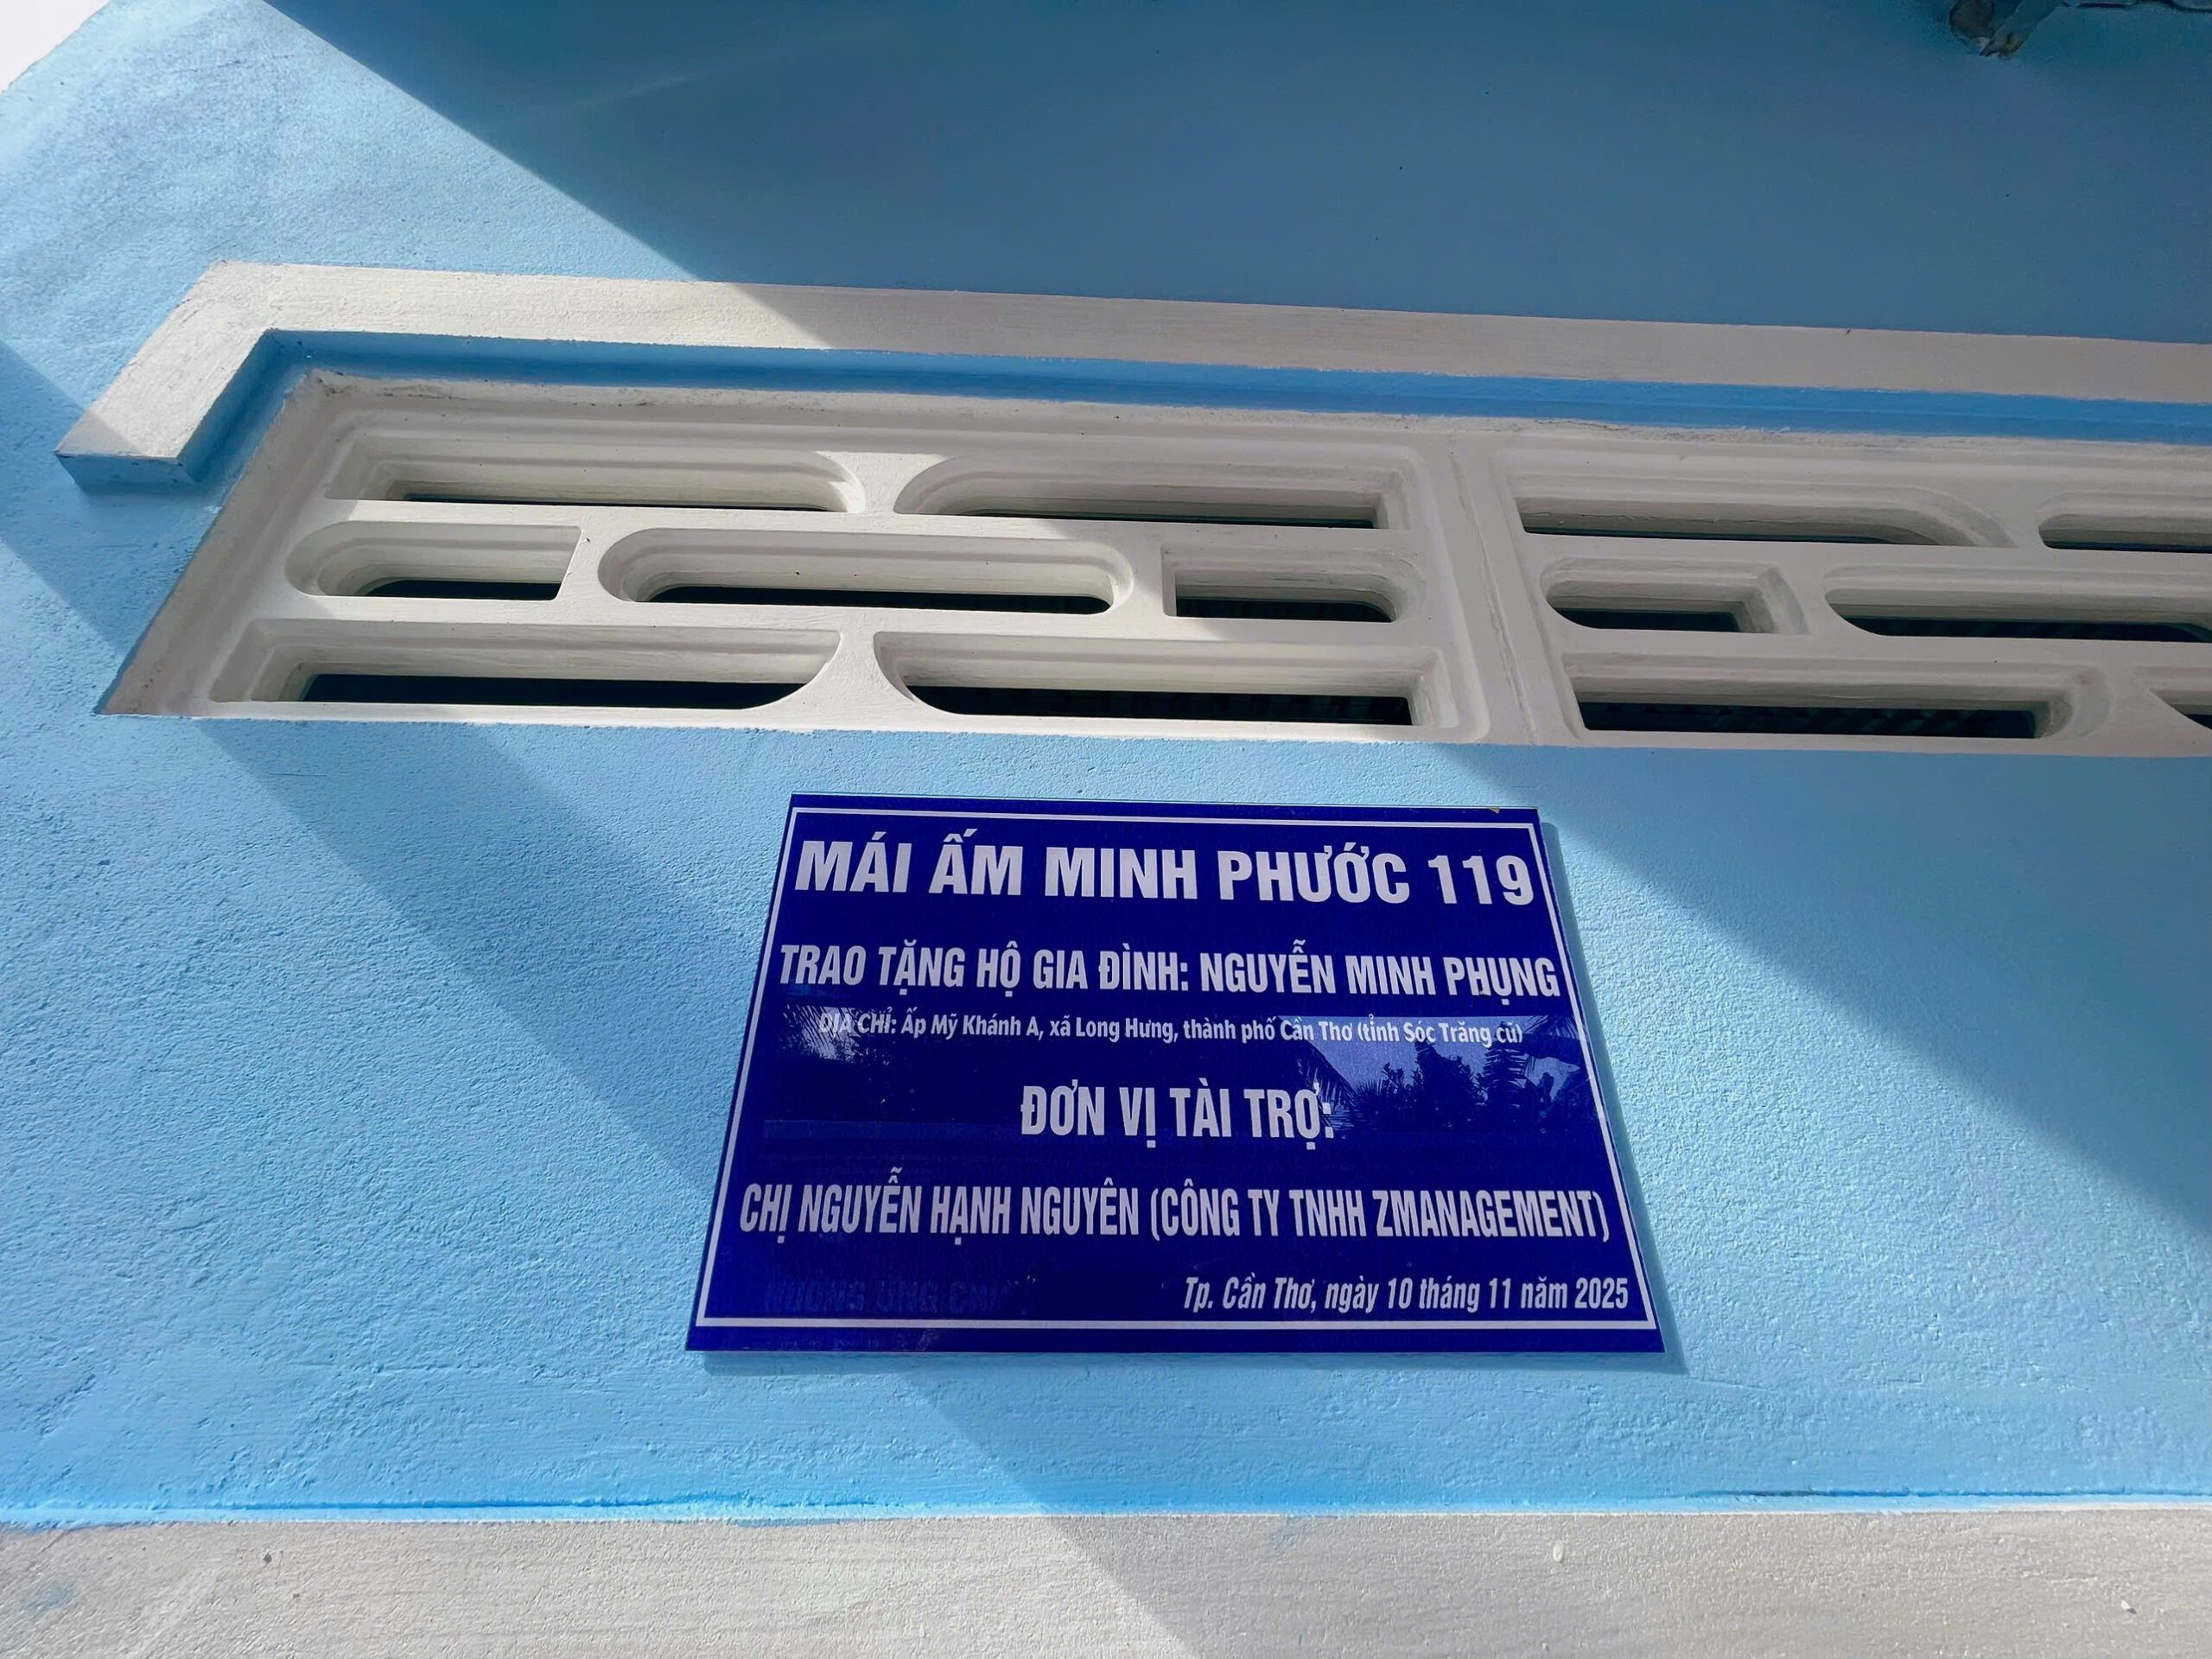 MÁI ẤM MINH PHƯỚC 119
TRAO TẶNG HỘ GIA ĐÌNH: NGUYỄN MINH PHỤNG
ĐỊA CHỈ: Ấp Mỹ Khánh A, xã Long Hưng, thành phố Cần Thơ (tỉnh Sóc Trăng cũ)
ĐƠN VỊ TÀI TRỢ:
CHỊ NGUYỄN HẠNH NGUYÊN (CÔNG TY TNHH ZMANAGEMENT)
Tp. Cần Thơ, ngày 10 tháng 11 năm 2025